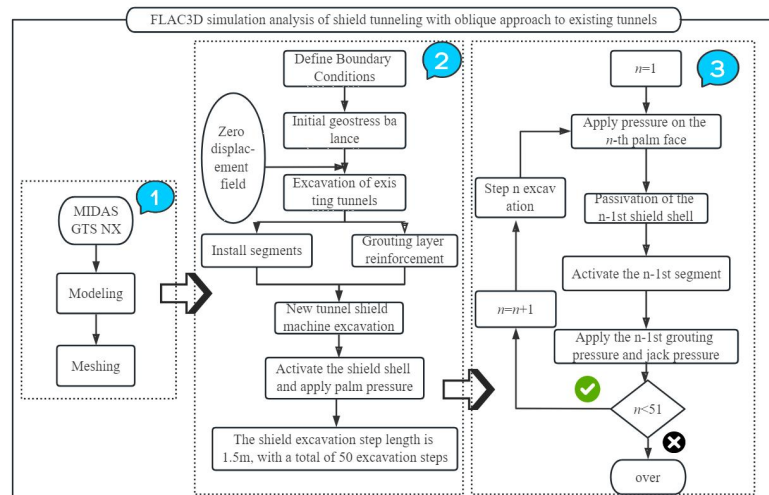 FLAC3D simulation analysis of shield tunneling with oblique approach to existing tunnels
1
MIDAS
GTS NX
Modeling
Meshing
2
Define Boundary
Conditions
Initial geostress ba
lance
Zero
displac-
ement
field
Excavation of exis
ting tunnels
Install segments
Grouting layer
reinforcement
New tunnel shield
machine excavation
Activate the shield shell
and apply palm pressure
The shield excavation step length is
1.5m, with a total of 50 excavation steps
3
n=1
Apply pressure on the
n-th palm face
Step n excav
ation
Passivation of the
n-1st shield shell
Activate the n-1st segment
n=n+1
Apply the n-1st grouting
pressure and jack pressure
n<51
over